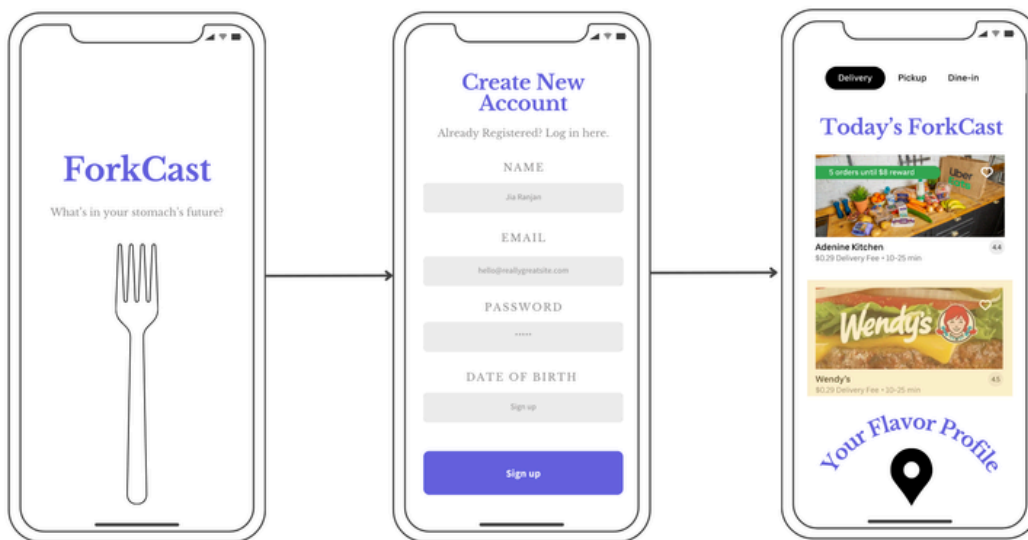 ForkCast
What's in your stomach's future?
Create New
Account
Already Registered? Log in here.
NAME
Jia Ranjan
EMAIL
hello@reallygreatsite.com
PASSWORD
*****
DATE OF BIRTH
Sign up
Sign up
Delivery Pickup Dine-in
Today's ForkCast
5 orders until $8 reward
Uber
Eats
Adenine Kitchen 4.4
$0.29 Delivery Fee • 10-25 min
Wendy's
Wendy's 4.5
$0.29 Delivery Fee • 10-25 min
Your Flavor Profile